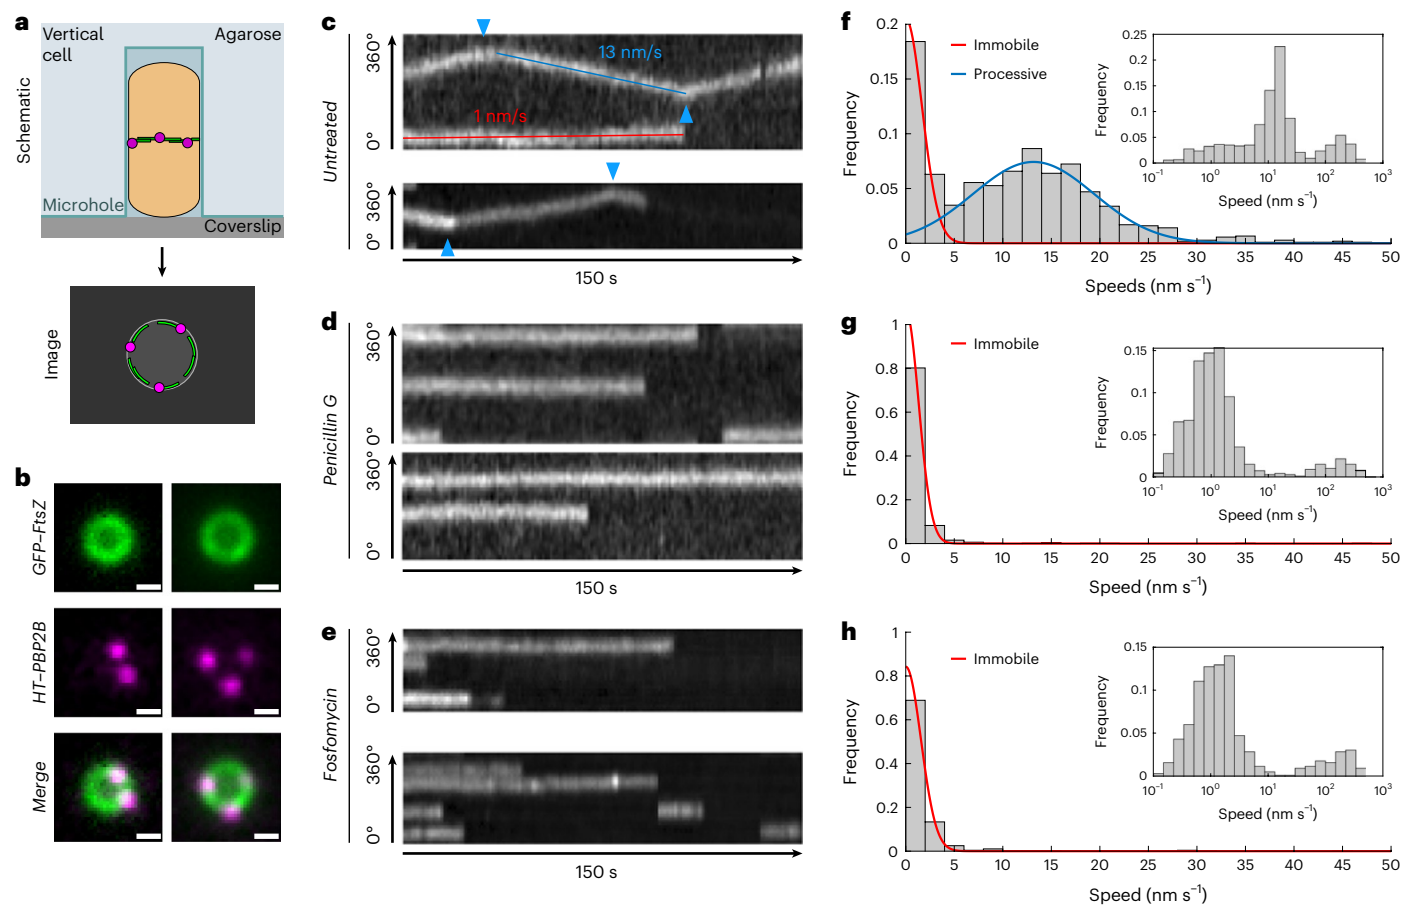 a
Schematic
Vertical
cell
Agarose
Microhole
Coverslip
Image
b
GFP–FtsZ
HT–PBP2B
Merge
c
Untreated
360°
0°
13 nm/s
1 nm/s
360°
0°
150 s
d
Penicillin G
360°
0°
360°
0°
150 s
e
Fosfomycin
360°
0°
360°
0°
150 s
f
Frequency
0.2
0.15
0.1
0.05
0
0 5 10 15 20 25 30 35 40 45 50
Speeds (nm s⁻¹)
Immobile
Processive
Frequency
0.25
0.20
0.15
0.10
0.05
0
10⁻¹ 10⁰ 10¹ 10² 10³
Speed (nm s⁻¹)
g
Frequency
1
0.8
0.6
0.4
0.2
0
0 5 10 15 20 25 30 35 40 45 50
Speed (nm s⁻¹)
Immobile
Frequency
0.15
0.1
0.05
0
10⁻¹ 10⁰ 10¹ 10² 10³
Speed (nm s⁻¹)
h
Frequency
1
0.8
0.6
0.4
0.2
0
0 5 10 15 20 25 30 35 40 45 50
Speed (nm s⁻¹)
Immobile
Frequency
0.15
0.1
0.05
0
10⁻¹ 10⁰ 10¹ 10² 10³
Speed (nm s⁻¹)